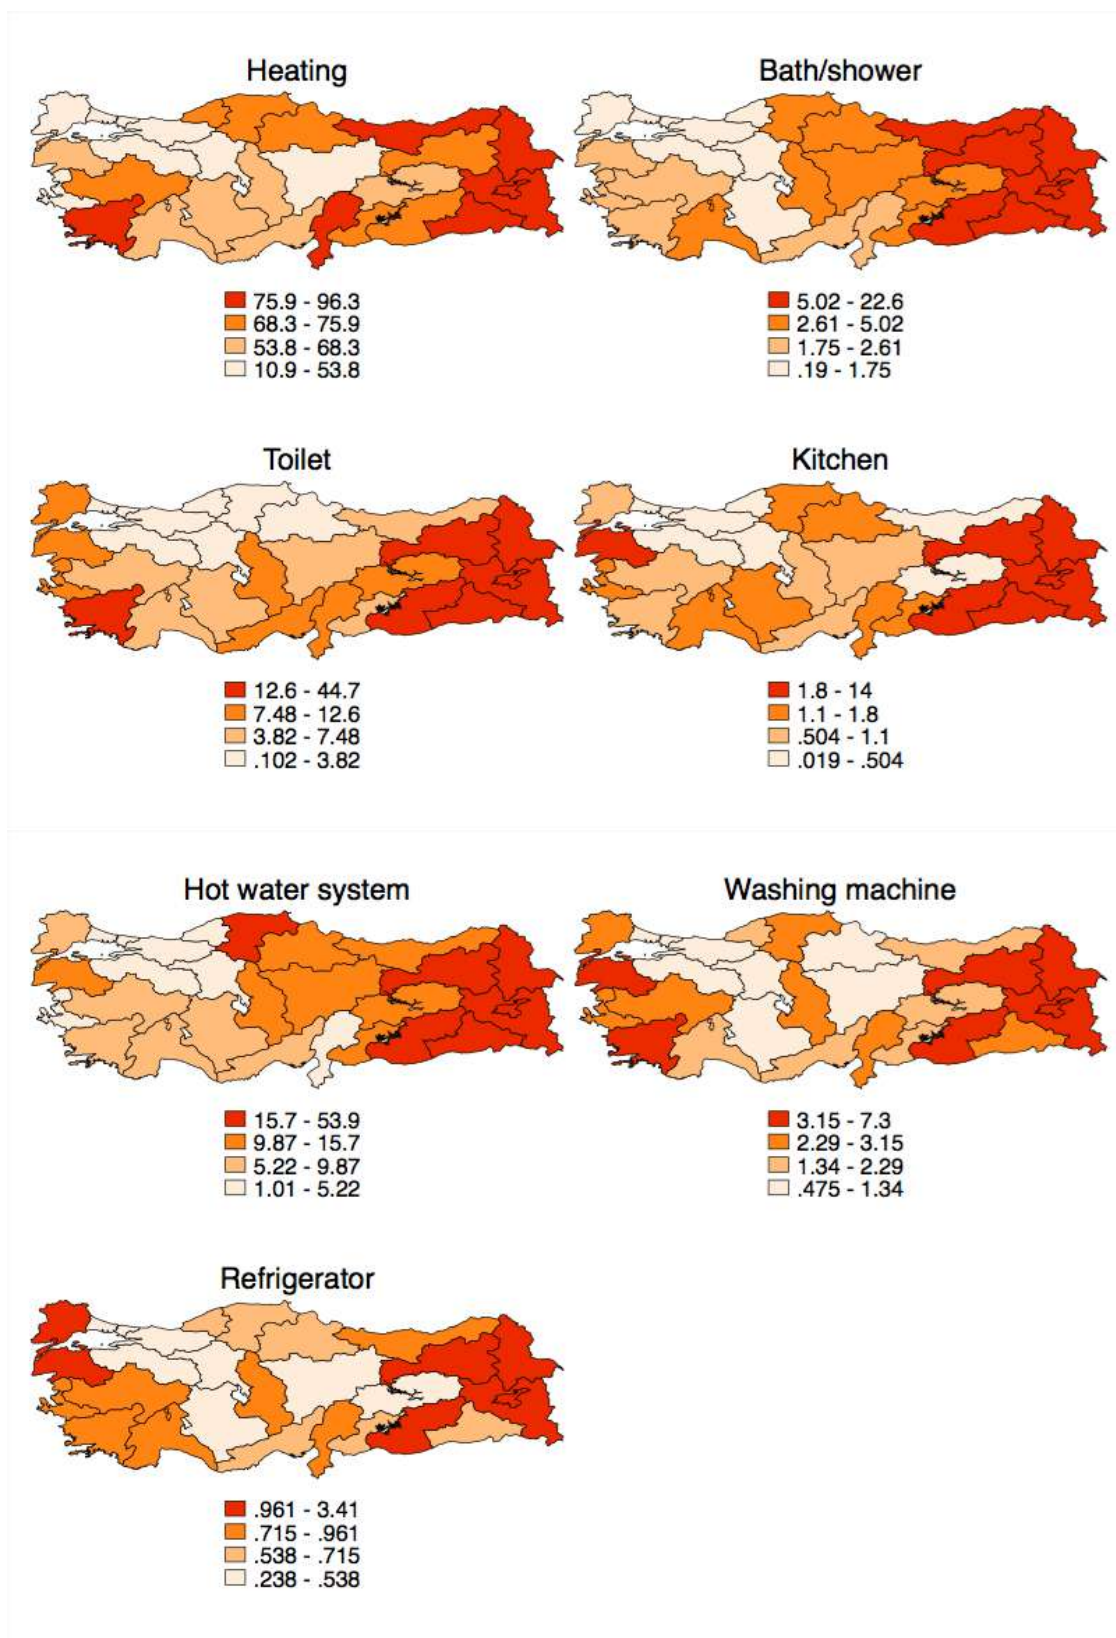 Heating
75.9 - 96.3
68.3 - 75.9
53.8 - 68.3
10.9 - 53.8
Bath/shower
5.02 - 22.6
2.61 - 5.02
1.75 - 2.61
.19 - 1.75
Toilet
12.6 - 44.7
7.48 - 12.6
3.82 - 7.48
.102 - 3.82
Kitchen
1.8 - 14
1.1 - 1.8
.504 - 1.1
.019 - .504
Hot water system
15.7 - 53.9
9.87 - 15.7
5.22 - 9.87
1.01 - 5.22
Washing machine
3.15 - 7.3
2.29 - 3.15
1.34 - 2.29
.475 - 1.34
Refrigerator
.961 - 3.41
.715 - .961
.538 - .715
.238 - .538